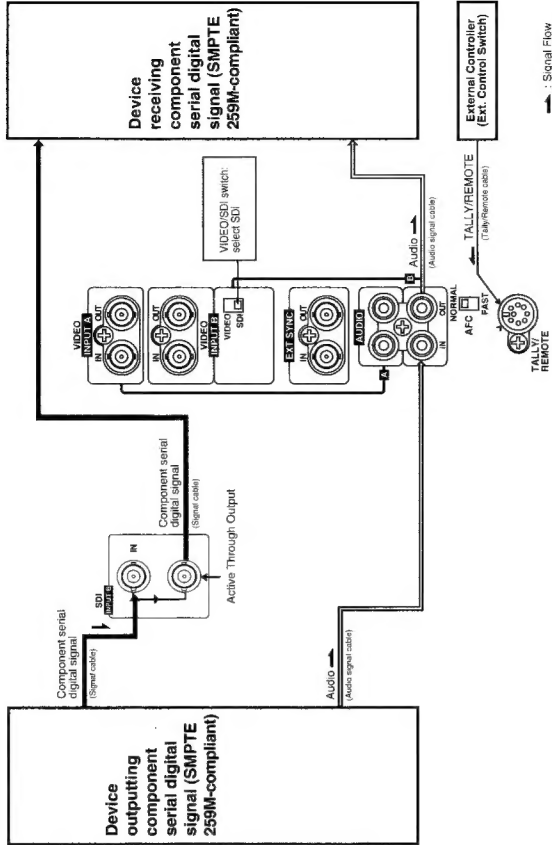 Device
outputting
component
serial digital
signal (SMPTE
259M-compliant)
Component serial
digital signal
(Signal cable)
SDI
INPUT B
IN
Active Through Output
Component serial
digital signal
(Signal cable)
Audio
(Audio signal cable)
VIDEO
INPUT A
IN
OUT
IN
OUT
VIDEO
INPUT B
VIDEO
SDI
VIDEO/SDI switch:
select SDI
EXT SYNC
IN
OUT
AUDIO
A
B
IN
OUT
Audio
(Audio signal cable)
NORMAL
AFC
FAST
TALLY/
REMOTE
TALLY/REMOTE
(Tally/Remote cable)
Device
receiving
component
serial digital
signal (SMPTE
259M-compliant)
External Controller
(Ext. Control Switch)
: Signal Flow